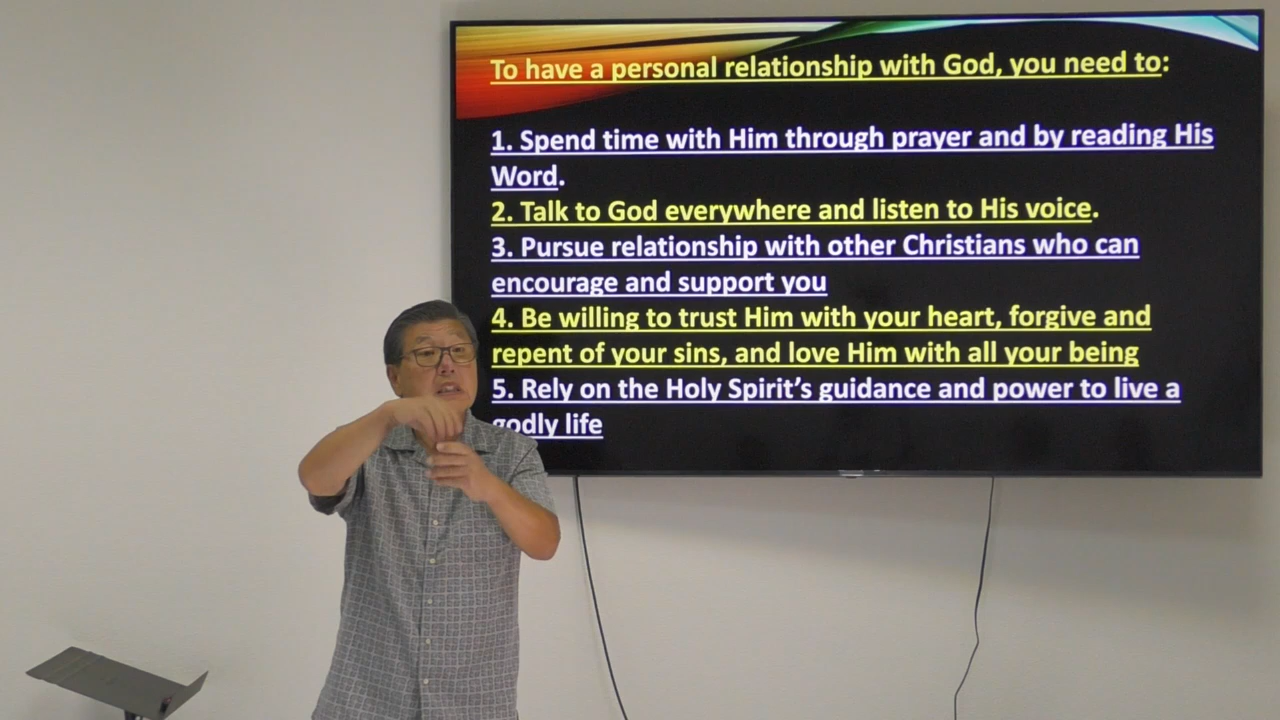 To have a personal relationship with God, you need to:
1. Spend time with Him through prayer and by reading His
Word.
2. Talk to God everywhere and listen to His voice.
3. Pursue relationship with other Christians who can
encourage and support you
4. Be willing to trust Him with your heart, forgive and
repent of your sins, and love Him with all your being
5. Rely on the Holy Spirit’s guidance and power to live a
godly life